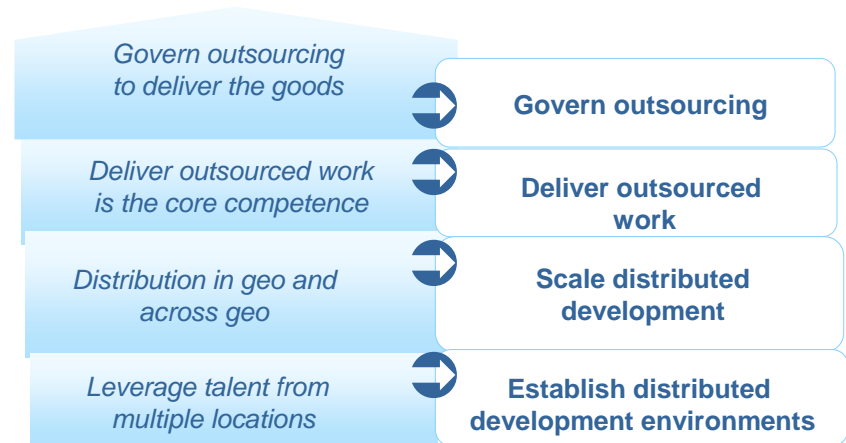 Govern outsourcing
to deliver the goods
Govern outsourcing
Deliver outsourced work
is the core competence
Deliver outsourced
work
Distribution in geo and
across geo
Scale distributed
development
Leverage talent from
multiple locations
Establish distributed
development environments